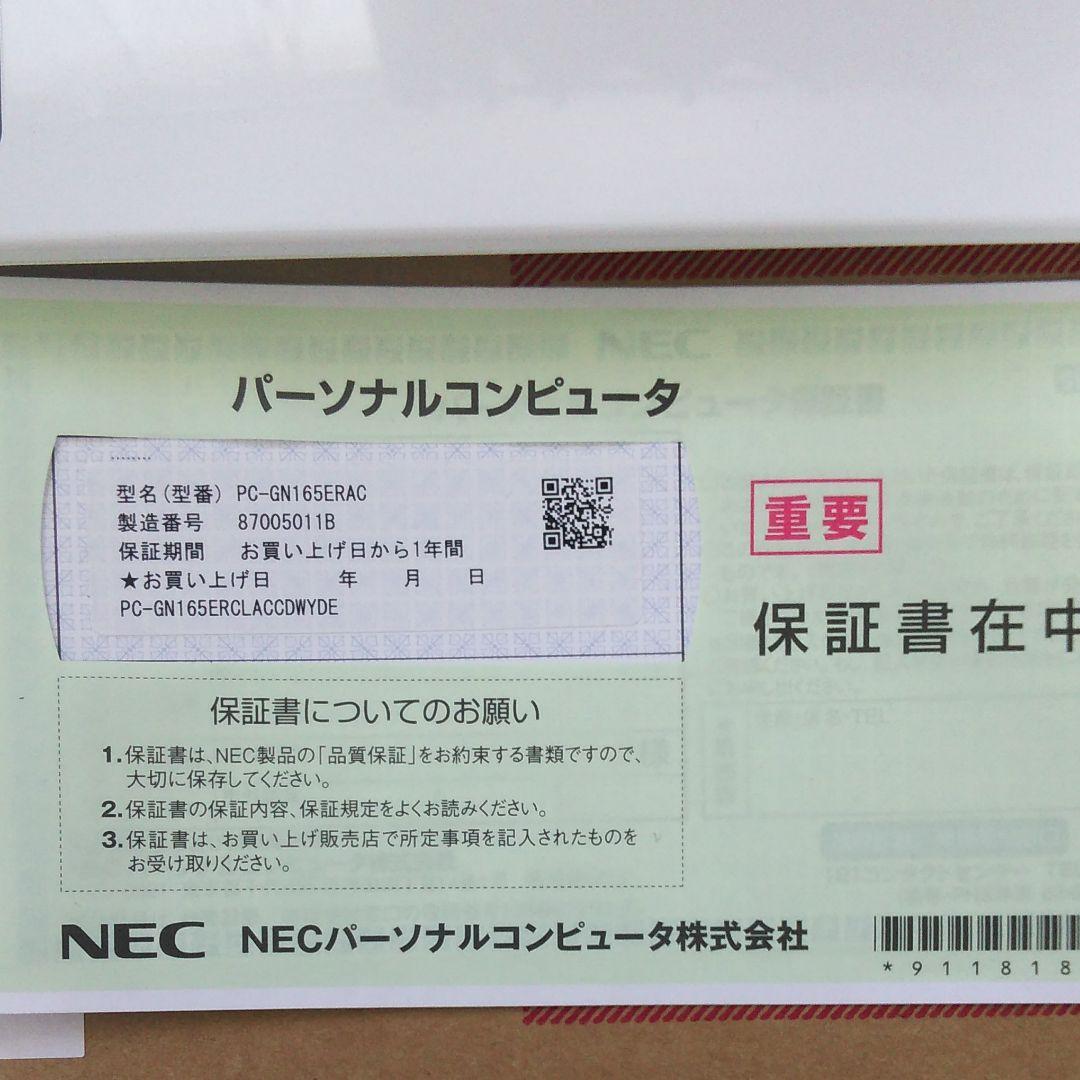 パーソナルコンピュータ
型名(型番) PC-GN165ERAC
製造番号 87005011B
保証期間 お買い上げ日から1年間
★お買い上げ日 年 月 日
PC-GN165ERCLACCDWYDE
重要
保証書在中
保証書についてのお願い
1.保証書は、NEC製品の「品質保証」をお約束する書類ですので、
大切に保存してください。
2.保証書の保証内容、保証規定をよくお読みください。
3.保証書は、お買い上げ販売店で所定事項を記入されたものを
お受け取りください。
NEC NECパーソナルコンピュータ株式会社
*911818